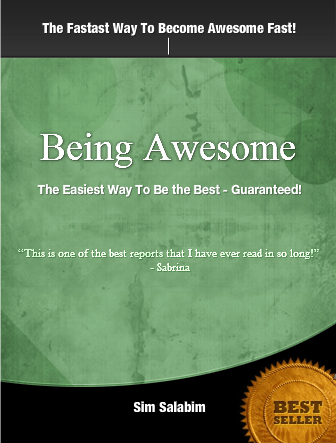 The Fastast Way To Become Awesome Fast!
Being Awesome
The Easiest Way To Be the Best - Guaranteed!
“This is one of the best reports that I have ever read in so long!”
- Sabrina
Sim Salabim
BEST
SELLER